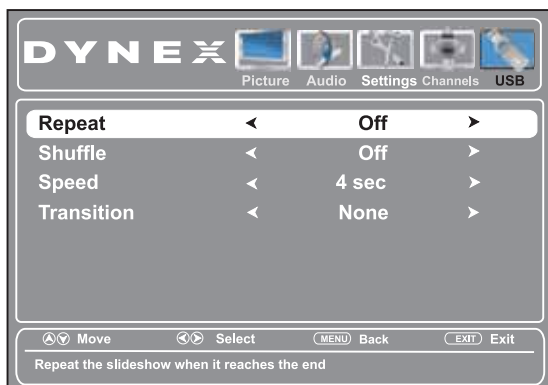 DYNEX
Picture Audio Settings Channels USB
Repeat Off
Shuffle Off
Speed 4 sec
Transition None
Move Select MENU Back EXIT Exit
Repeat the slideshow when it reaches the end